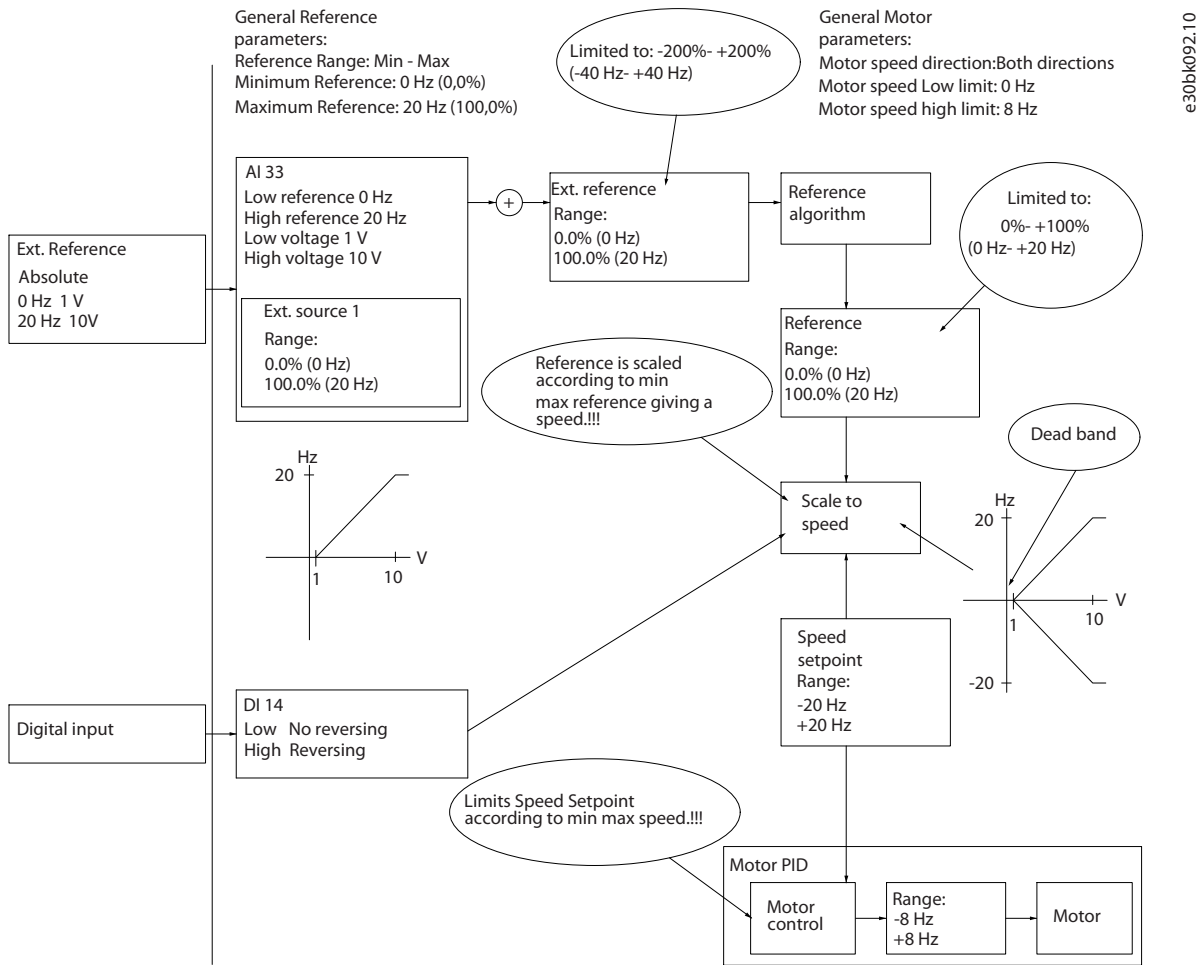 General Reference
parameters:
Reference Range: Min - Max
Minimum Reference: 0 Hz (0,0%)
Maximum Reference: 20 Hz (100,0%)
Limited to: -200%- +200%
(-40 Hz- +40 Hz)
General Motor
parameters:
Motor speed direction:Both directions
Motor speed Low limit: 0 Hz
Motor speed high limit: 8 Hz
e30bk092.10
Ext. Reference
Absolute
0 Hz 1 V
20 Hz 10V
AI 33
Low reference 0 Hz
High reference 20 Hz
Low voltage 1 V
High voltage 10 V
Ext. source 1
Range:
0.0% (0 Hz)
100.0% (20 Hz)
+
Ext. reference
Range:
0.0% (0 Hz)
100.0% (20 Hz)
Reference
algorithm
Limited to:
0%- +100%
(0 Hz- +20 Hz)
Reference
Range:
0.0% (0 Hz)
100.0% (20 Hz)
Reference is scaled
according to min
max reference giving a
speed.!!!
Dead band
Hz
20
V
1
10
Scale to
speed
Hz
20
V
1
10
-20
Speed
setpoint
Range:
-20 Hz
+20 Hz
Digital input
DI 14
Low No reversing
High Reversing
Limits Speed Setpoint
according to min max speed.!!!
Motor PID
Motor
control
Range:
-8 Hz
+8 Hz
Motor